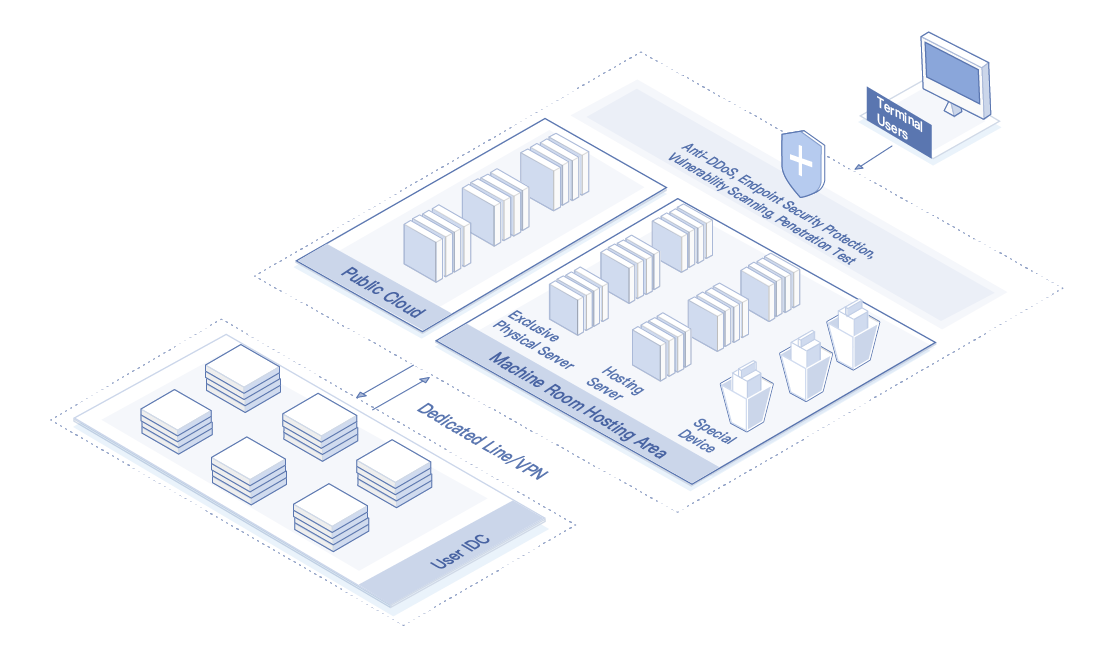 Terminal
Users
Anti-DDoS, Endpoint Security Protection,
Vulnerability Scanning, Penetration Test
Public Cloud
Exclusive
Physical Server
Hosting
Server
Special
Device
Machine Room Hosting Area
Dedicated Line/VPN
User IDC